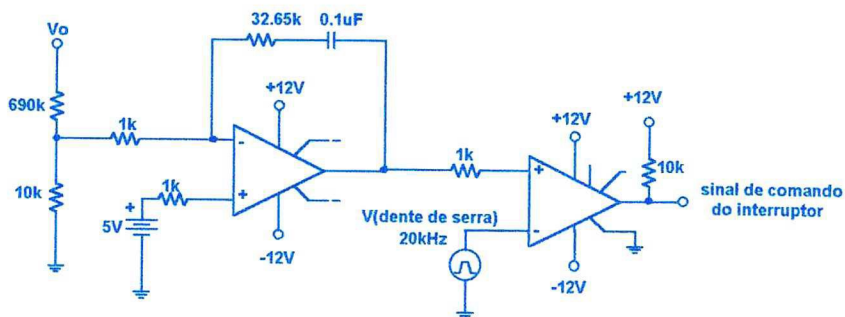 32.65k
0.1uF
Vo
+12V
690k
1k
-
+12V
+12V
1k
10k
+
10k
1k
+
+
5V
-12V
V(dente de serra)
20kHz
-
-12V
sinal de comando
do interruptor